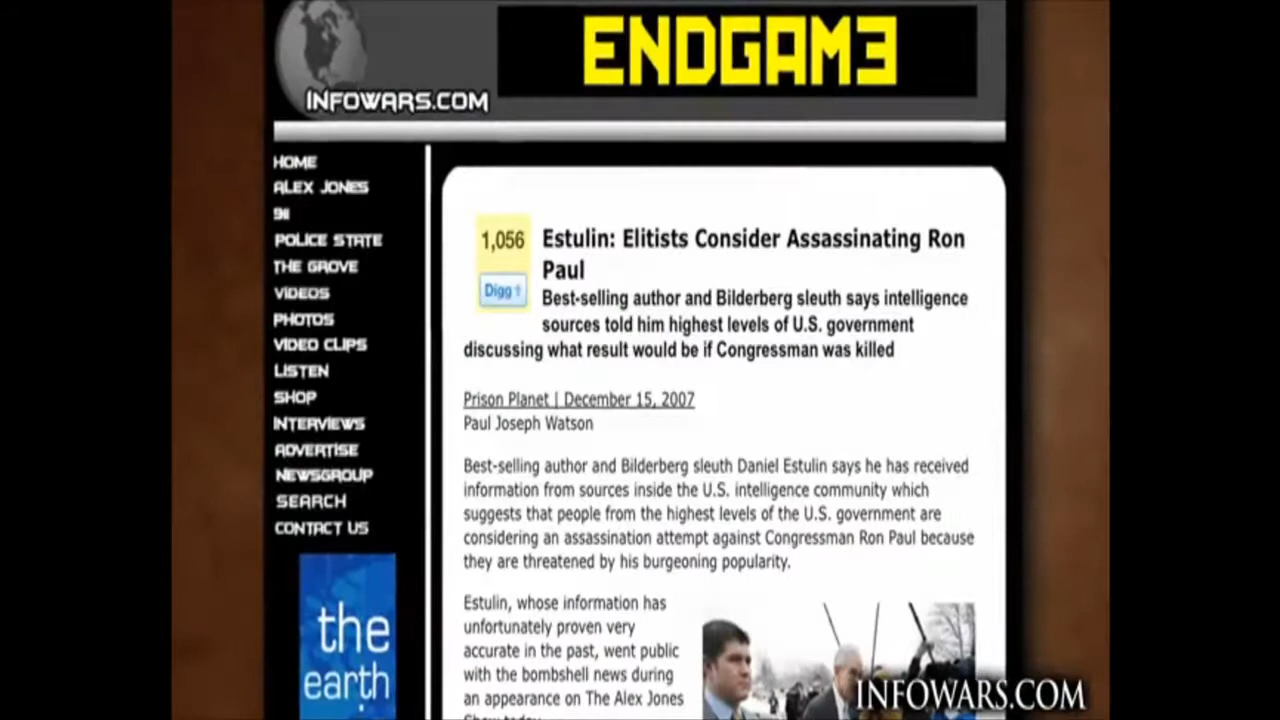 ENDGAME
INFOWARS.COM
HOME
ALEX JONES
911
POLICE STATE
THE GROVE
VIDEOS
PHOTOS
VIDEO CLIPS
LISTEN
SHOP
INTERVIEWS
ADVERTISE
NEWSGROUP
SEARCH
CONTACT US
the
earth
1,056
Digg
Estulin: Elitists Consider Assassinating Ron
Paul
Best-selling author and Bilderberg sleuth says intelligence
sources told him highest levels of U.S. government
discussing what result would be if Congressman was killed
Prison Planet | December 15, 2007
Paul Joseph Watson
Best-selling author and Bilderberg sleuth Daniel Estulin says he has received
information from sources inside the U.S. intelligence community which
suggests that people from the highest levels of the U.S. government are
considering an assassination attempt against Congressman Ron Paul because
they are threatened by his burgeoning popularity.
Estulin, whose information has
unfortunately proven very
accurate in the past, went public
with the bombshell news during
an appearance on The Alex Jones
Show today.
INFOWARS.COM